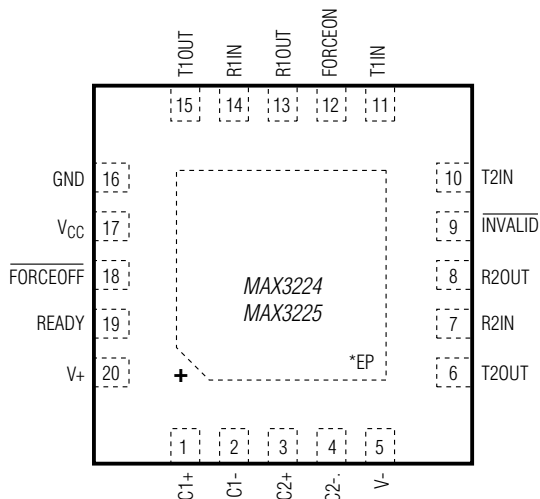 T1OUT
R1IN
R1OUT
FORCEON
T1IN
15
14
13
12
11
GND 16
10 T2IN
VCC 17
9 INVALID
FORCEOFF 18
8 R2OUT
MAX3224
MAX3225
READY 19
7 R2IN
*EP
V+ 20
+
6 T2OUT
1
2
3
4
5
C1+
C1-
C2+
C2-.
V-